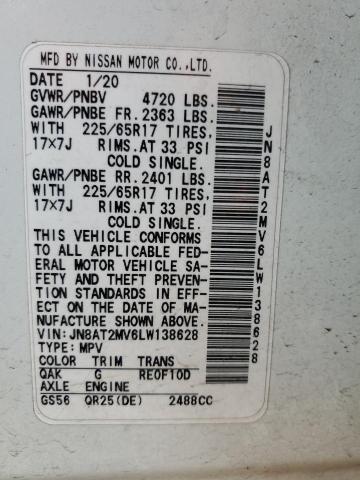 MFD BY NISSAN MOTOR CO.,LTD.
DATE 1/20
GVWR/PNBV 4720 LBS.
GAWR/PNBE FR. 2363 LBS.
WITH 225/65R17 TIRES,
17×7J RIMS.AT 33 PSI
COLD SINGLE.
GAWR/PNBE RR. 2401 LBS.
WITH 225/65R17 TIRES,
17×7J RIMS.AT 33 PSI
COLD SINGLE.
THIS VEHICLE CONFORMS
TO ALL APPLICABLE FED-
ERAL MOTOR VEHICLE SA-
FETY AND THEFT PREVEN-
TION STANDARDS IN EFF-
ECT ON THE DATE OF MA-
NUFACTURE SHOWN ABOVE.
VIN:JN8AT2MV6LW138628
TYPE: MPV
COLOR TRIM TRANS
QAK G RE0F10D
AXLE ENGINE
GS56 QR25(DE) 2488CC
JN8AT2MV6LW138628